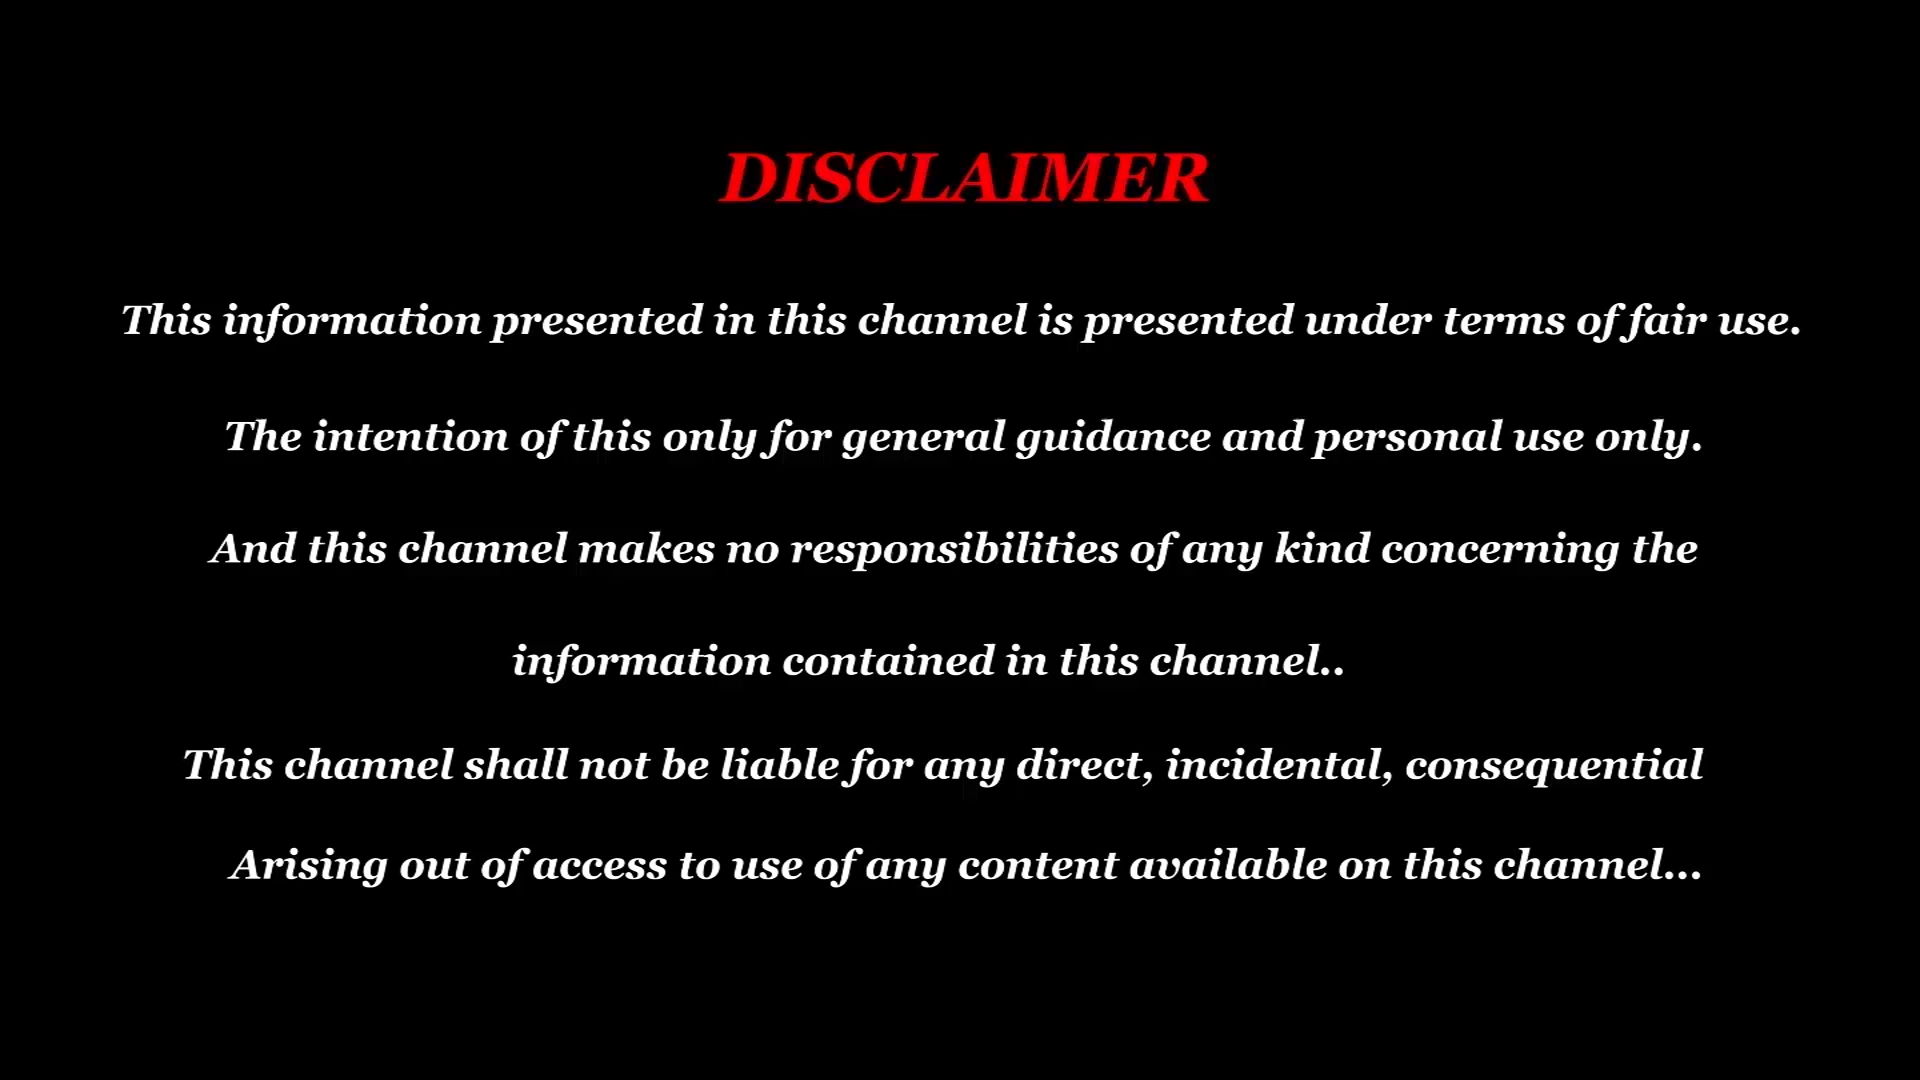 DISCLAIMER
This information presented in this channel is presented under terms of fair use.
The intention of this only for general guidance and personal use only.
And this channel makes no responsibilities of any kind concerning the
information contained in this channel..
This channel shall not be liable for any direct, incidental, consequential
Arising out of access to use of any content available on this channel...